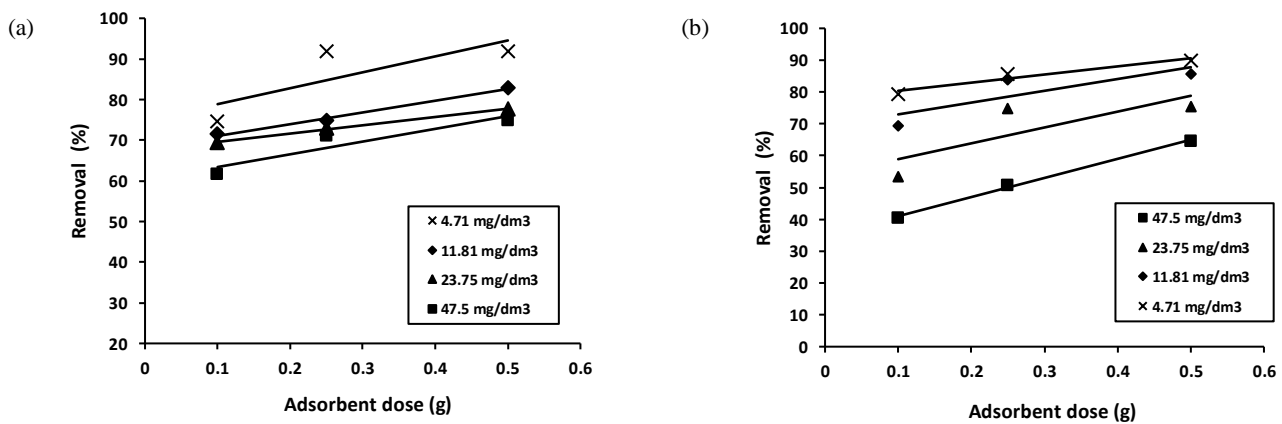 (a)
100
90
80
70
60
50
40
30
20
Removal (%)
0 0.1 0.2 0.3 0.4 0.5 0.6
Adsorbent dose (g)
4.71 mg/dm3
11.81 mg/dm3
23.75 mg/dm3
47.5 mg/dm3
(b)
100
90
80
70
60
50
40
30
20
10
0
Removal (%)
0 0.1 0.2 0.3 0.4 0.5 0.6
Adsorbent dose (g)
47.5 mg/dm3
23.75 mg/dm3
11.81 mg/dm3
4.71 mg/dm3